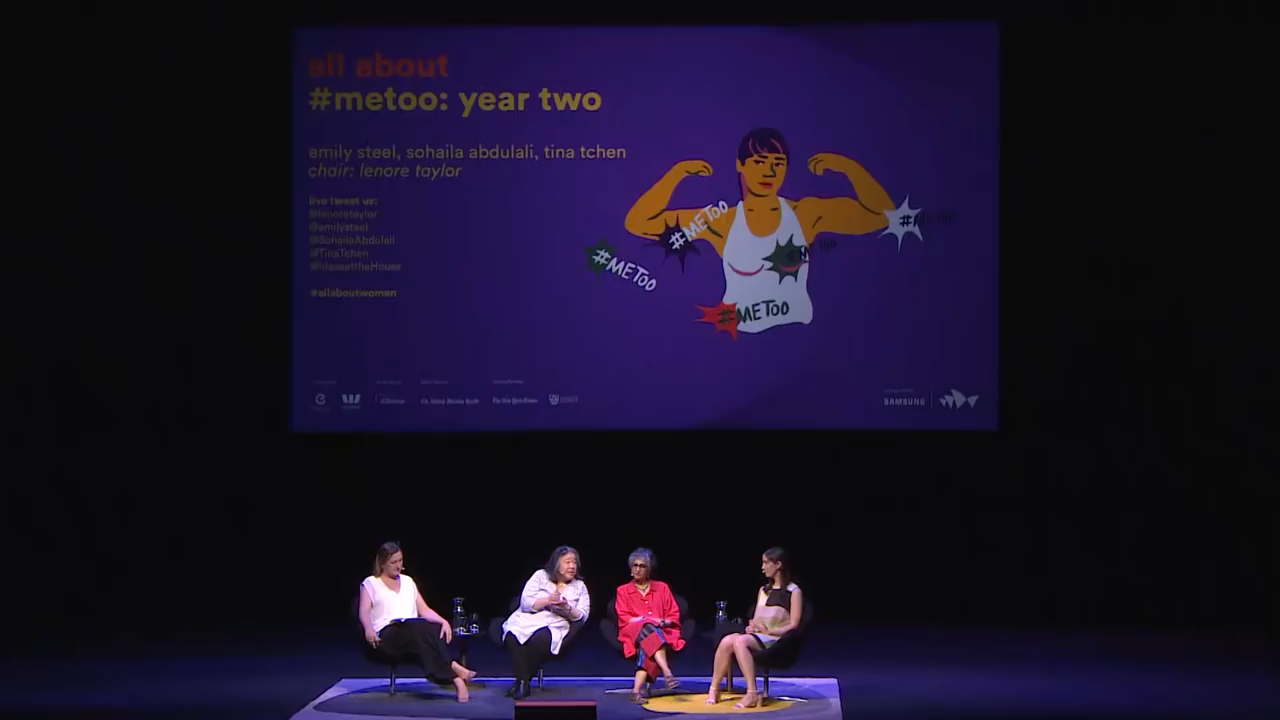 all about
#metoo: year two
emily steel, sohaila abdulali, tina tchen
chair: lenore taylor
live tweet us:
@lenoretaylor
@emilysteel
@SohailaAbdulali
@TinaTchen
@IdeasattheHouse
#allaboutwomen
#METOO
#METOO
#METOO
#METOO
SAMSUNG